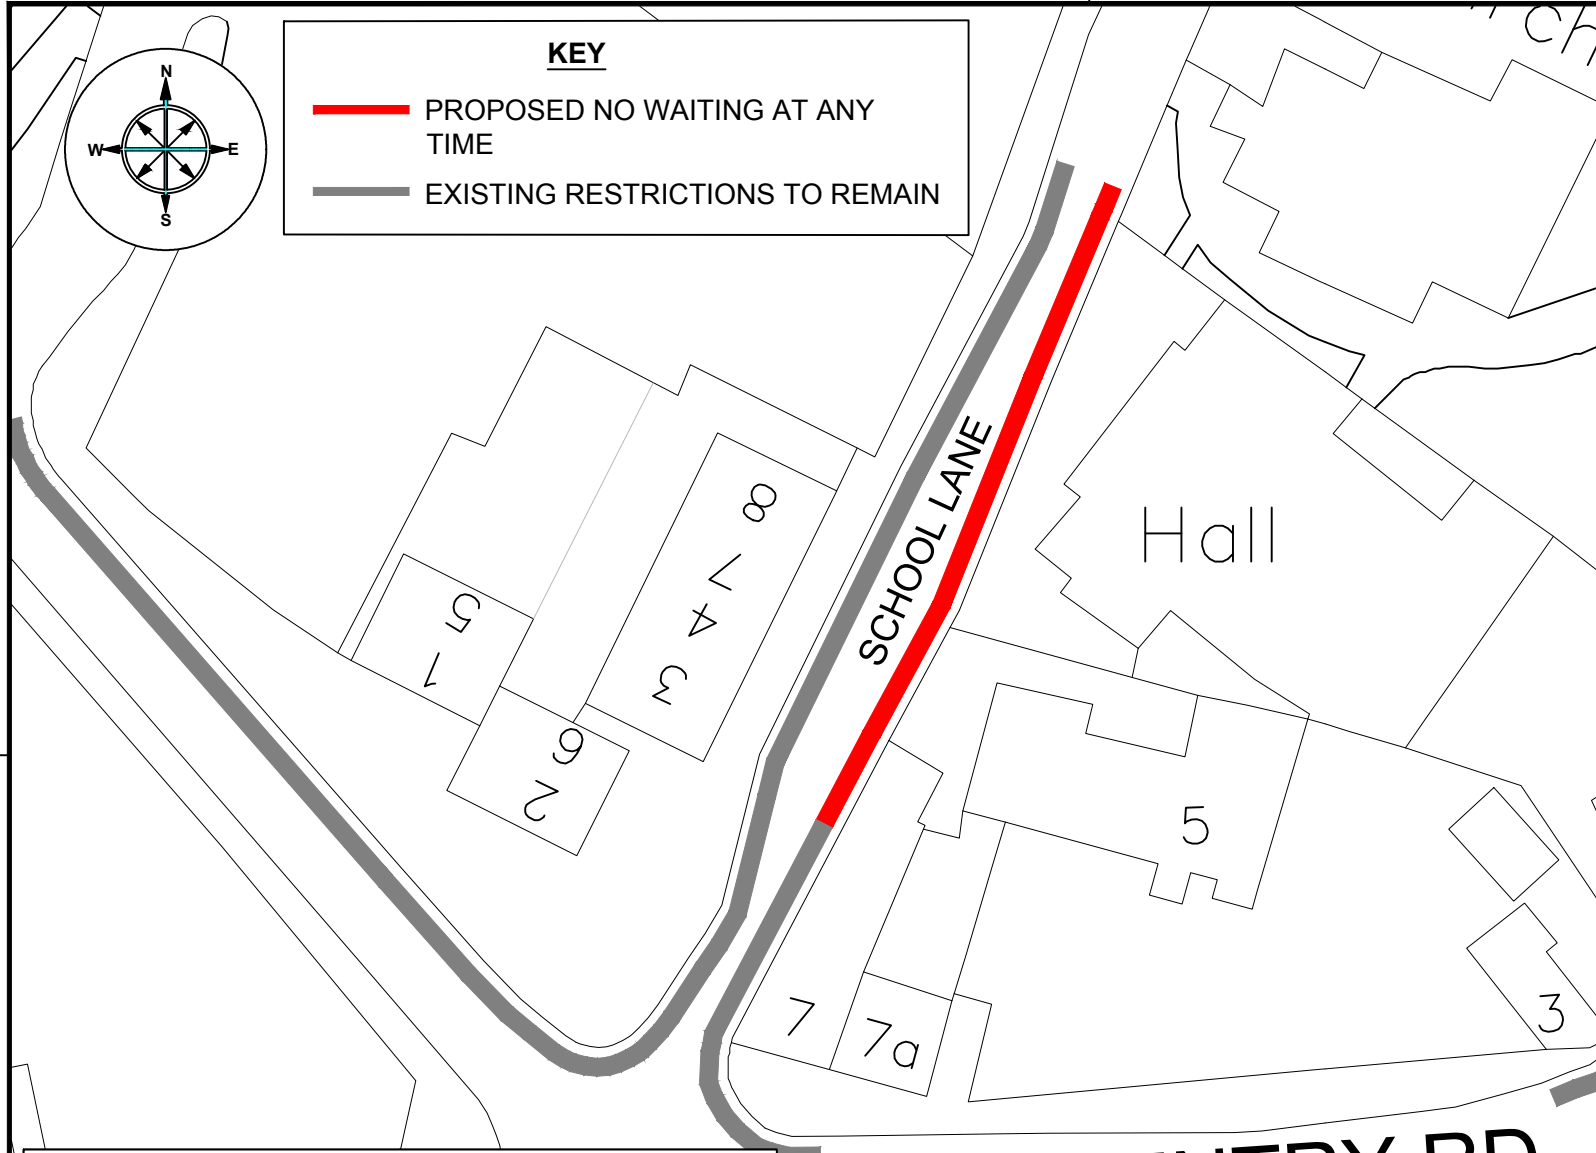 KEY
PROPOSED NO WAITING AT ANY
TIME
EXISTING RESTRICTIONS TO REMAIN
N
W
E
S
SCHOOL LANE
Hall
8
7
4
3
5
1
6
2
5
7
7a
3
RD